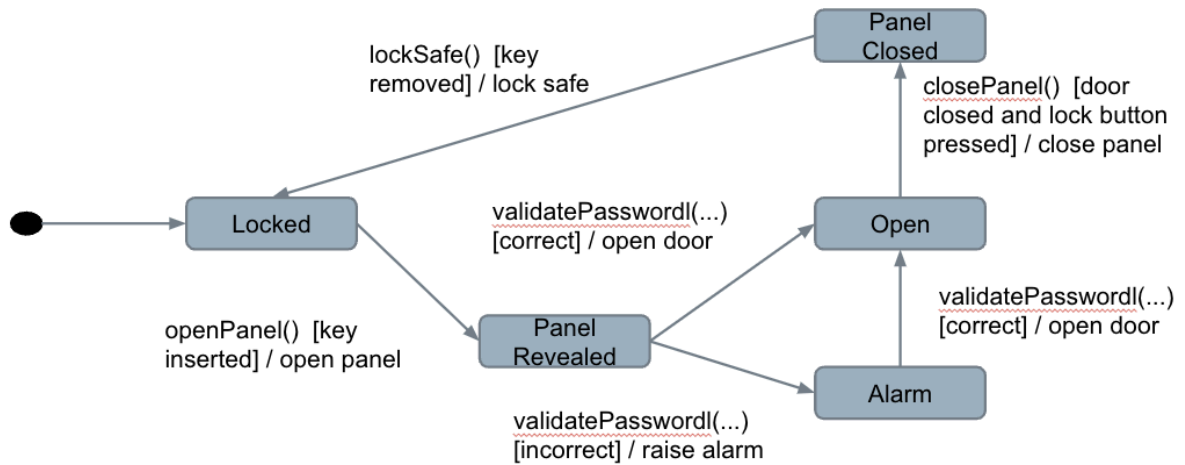 Panel
Closed
lockSafe()  [key
removed] / lock safe
closePanel()  [door
closed and lock button
pressed] / close panel
Locked
validatePasswordl(...)
[correct] / open door
Open
openPanel()  [key
inserted] / open panel
Panel
Revealed
validatePasswordl(...)
[correct] / open door
Alarm
validatePasswordl(...)
[incorrect] / raise alarm